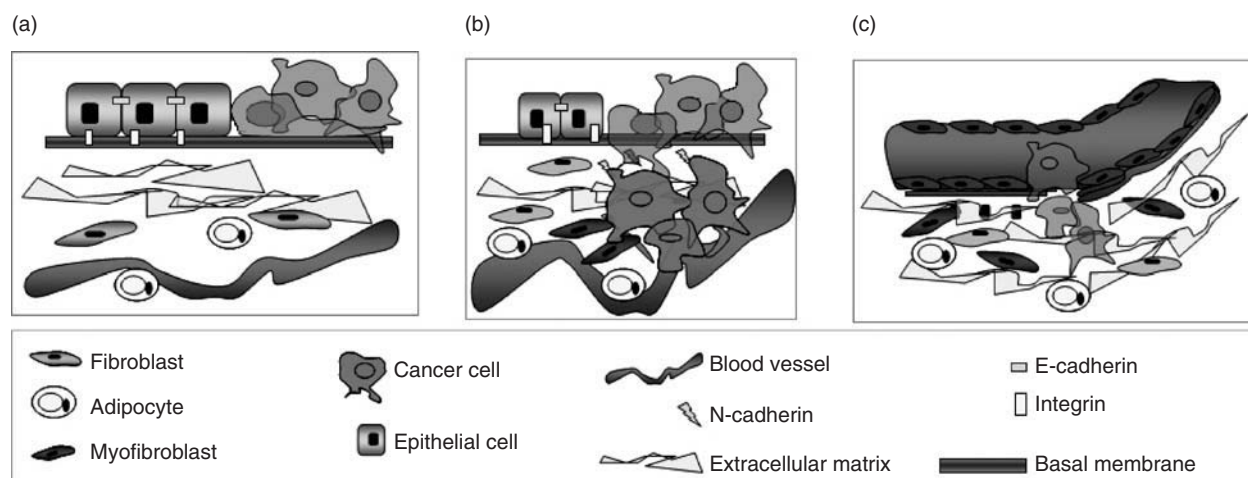 (a)
(b)
(c)
Fibroblast
Adipocyte
Myofibroblast
Cancer cell
Epithelial cell
Blood vessel
N-cadherin
Extracellular matrix
E-cadherin
Integrin
Basal membrane